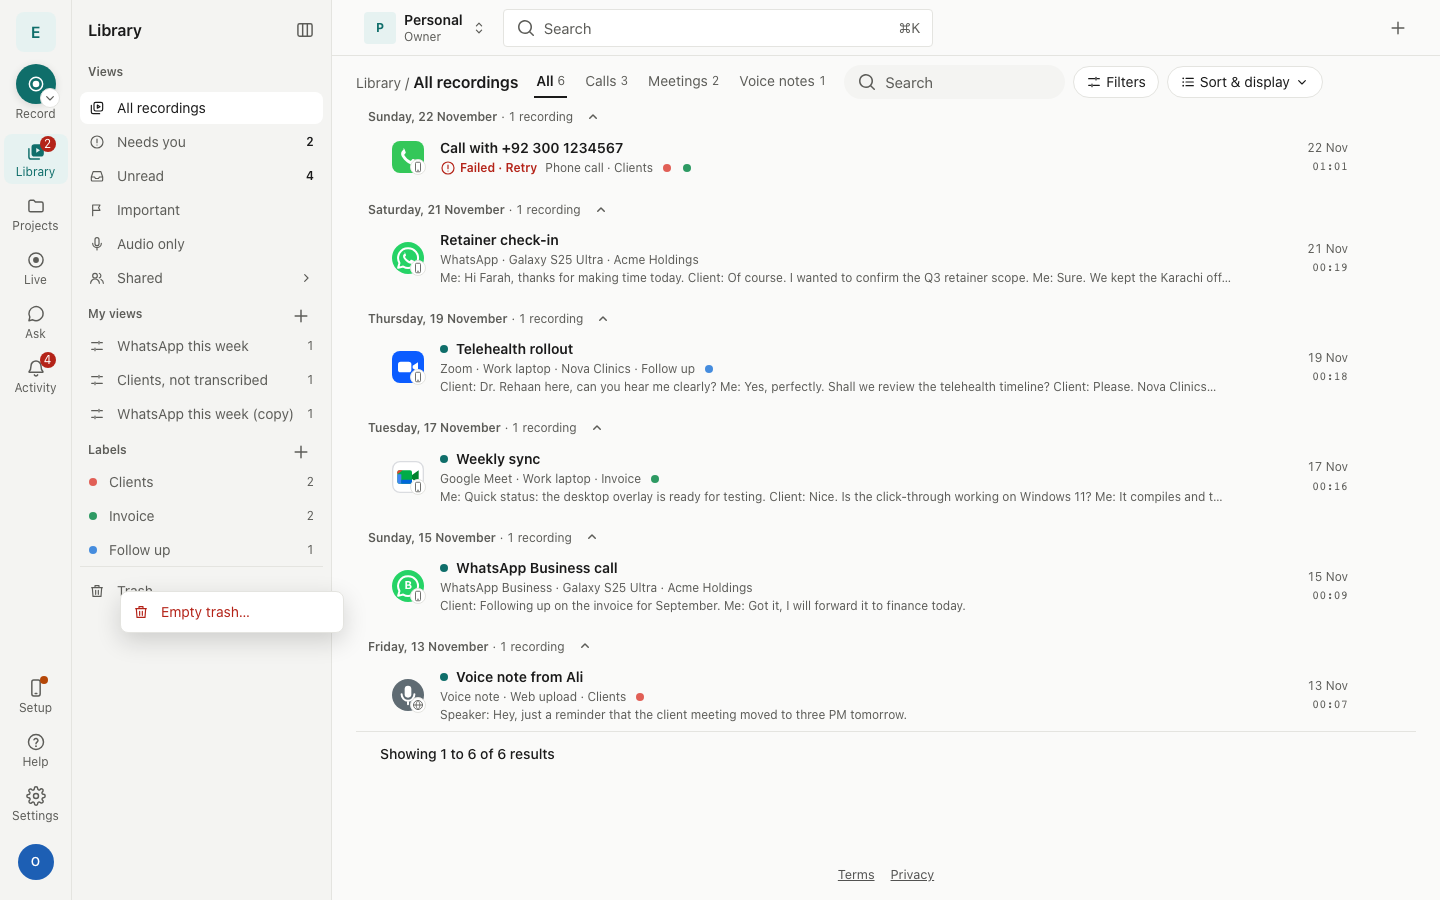 E
Record
2
Library
Projects
Live
Ask
4
Activity
Setup
Help
Settings
O
Library
Views
All recordings
Needs you 2
Unread 4
Important
Audio only
Shared
My views
WhatsApp this week 1
Clients, not transcribed 1
WhatsApp this week (copy) 1
Labels
Clients 2
Invoice 2
Follow up 1
Trash
Empty trash...
P
Personal
Owner
Search ⌘K
Library / All recordings
All 6
Calls 3
Meetings 2
Voice notes 1
Search
Filters
Sort & display
Sunday, 22 November · 1 recording
Call with +92 300 1234567
Failed · Retry Phone call · Clients
22 Nov
01:01
Saturday, 21 November · 1 recording
Retainer check-in
WhatsApp · Galaxy S25 Ultra · Acme Holdings
Me: Hi Farah, thanks for making time today. Client: Of course. I wanted to confirm the Q3 retainer scope. Me: Sure. We kept the Karachi off...
21 Nov
00:19
Thursday, 19 November · 1 recording
Telehealth rollout
Zoom · Work laptop · Nova Clinics · Follow up
Client: Dr. Rehaan here, can you hear me clearly? Me: Yes, perfectly. Shall we review the telehealth timeline? Client: Please. Nova Clinics...
19 Nov
00:18
Tuesday, 17 November · 1 recording
Weekly sync
Google Meet · Work laptop · Invoice
Me: Quick status: the desktop overlay is ready for testing. Client: Nice. Is the click-through working on Windows 11? Me: It compiles and t...
17 Nov
00:16
Sunday, 15 November · 1 recording
B
WhatsApp Business call
WhatsApp Business · Galaxy S25 Ultra · Acme Holdings
Client: Following up on the invoice for September. Me: Got it, I will forward it to finance today.
15 Nov
00:09
Friday, 13 November · 1 recording
Voice note from Ali
Voice note · Web upload · Clients
Speaker: Hey, just a reminder that the client meeting moved to three PM tomorrow.
13 Nov
00:07
Showing 1 to 6 of 6 results
Terms Privacy